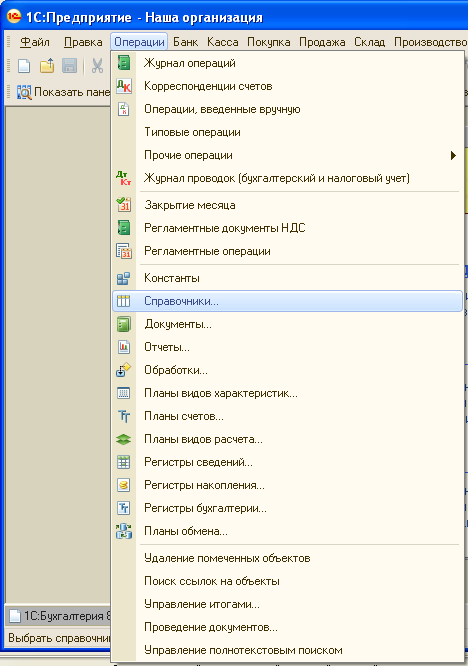 1С:Предприятие - Наша организация
Файл Правка Операции Банк Касса Покупка Продажа Склад Производство
Показать
Журнал операций
Корреспонденции счетов
Операции, введенные вручную
Типовые операции
Прочие операции
Журнал проводок (бухгалтерский и налоговый учет)
Закрытие месяца
Регламентные документы НДС
Регламентные операции
Константы
Справочники...
Документы...
Отчеты...
Обработки...
Планы видов характеристик...
Планы счетов...
Планы видов расчета...
Регистры сведений...
Регистры накопления...
Регистры бухгалтерии...
Планы обмена...
Удаление помеченных объектов
Поиск ссылок на объекты
Управление итогами...
Проведение документов...
Управление полнотекстовым поиском
1С:Бухгалтерия 8
Выбрать справочни